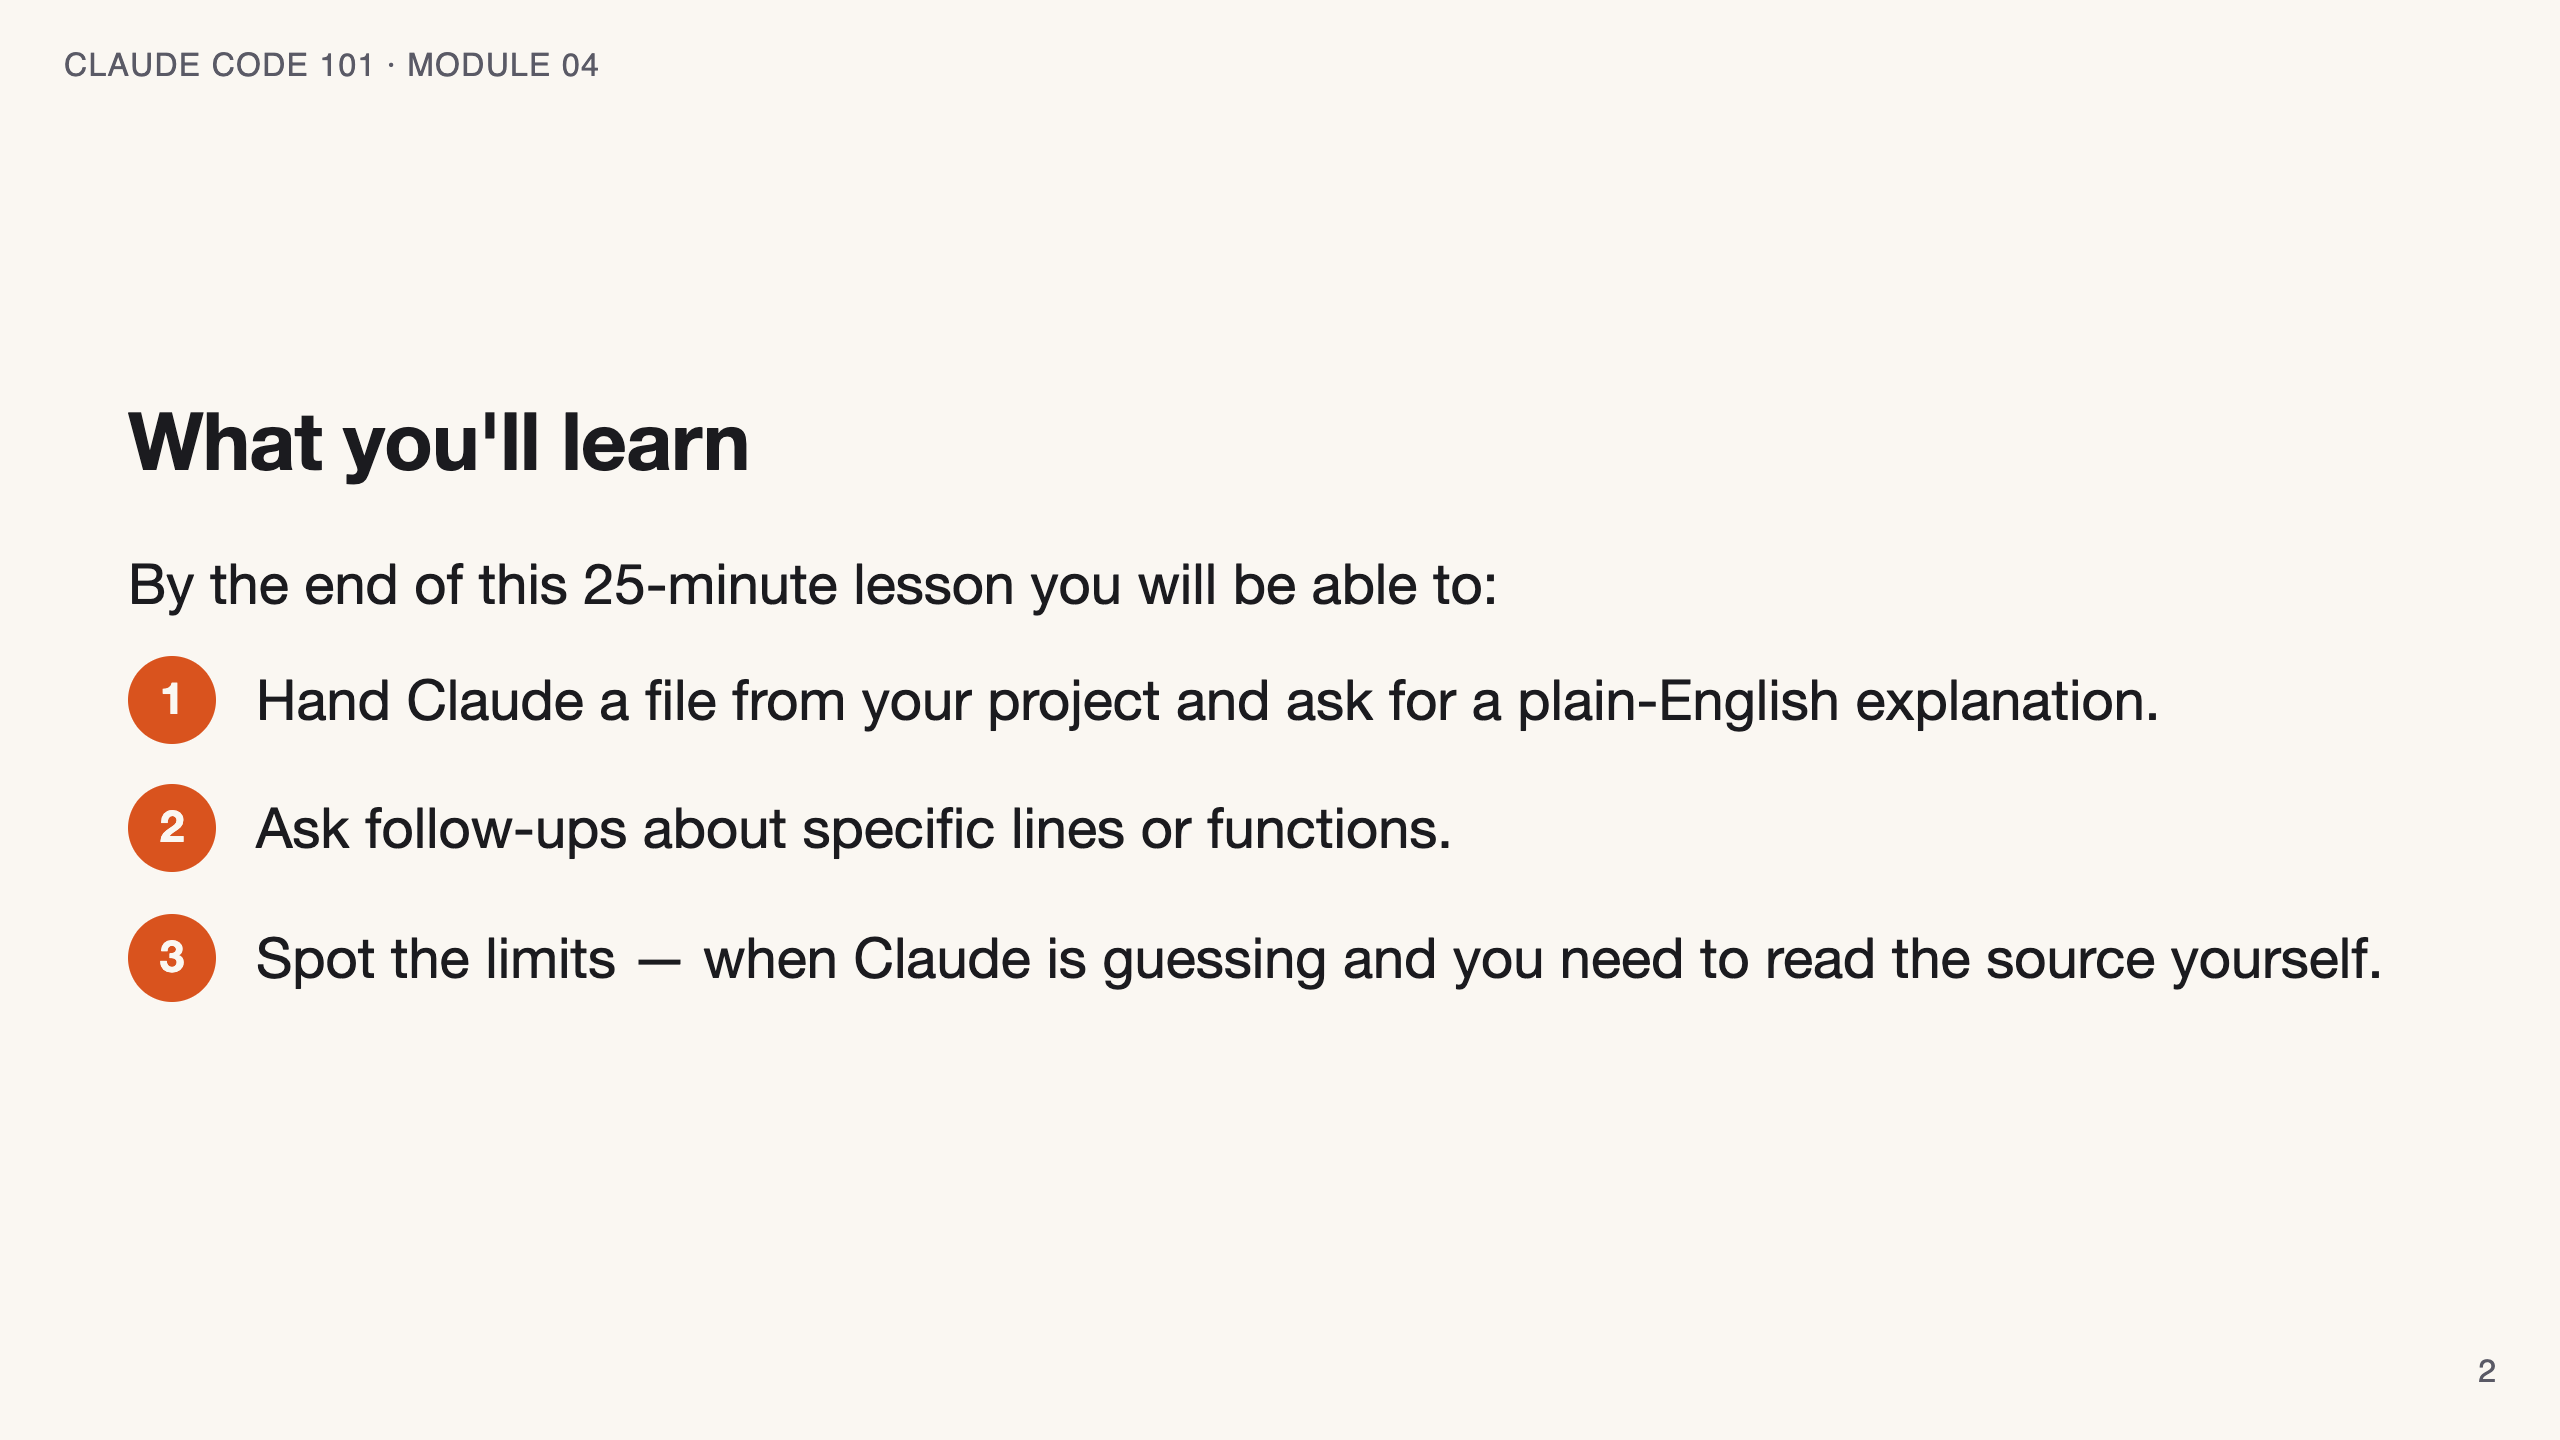 CLAUDE CODE 101 · MODULE 04
What you'll learn
By the end of this 25-minute lesson you will be able to:
1 Hand Claude a file from your project and ask for a plain-English explanation.
2 Ask follow-ups about specific lines or functions.
3 Spot the limits — when Claude is guessing and you need to read the source yourself.
2